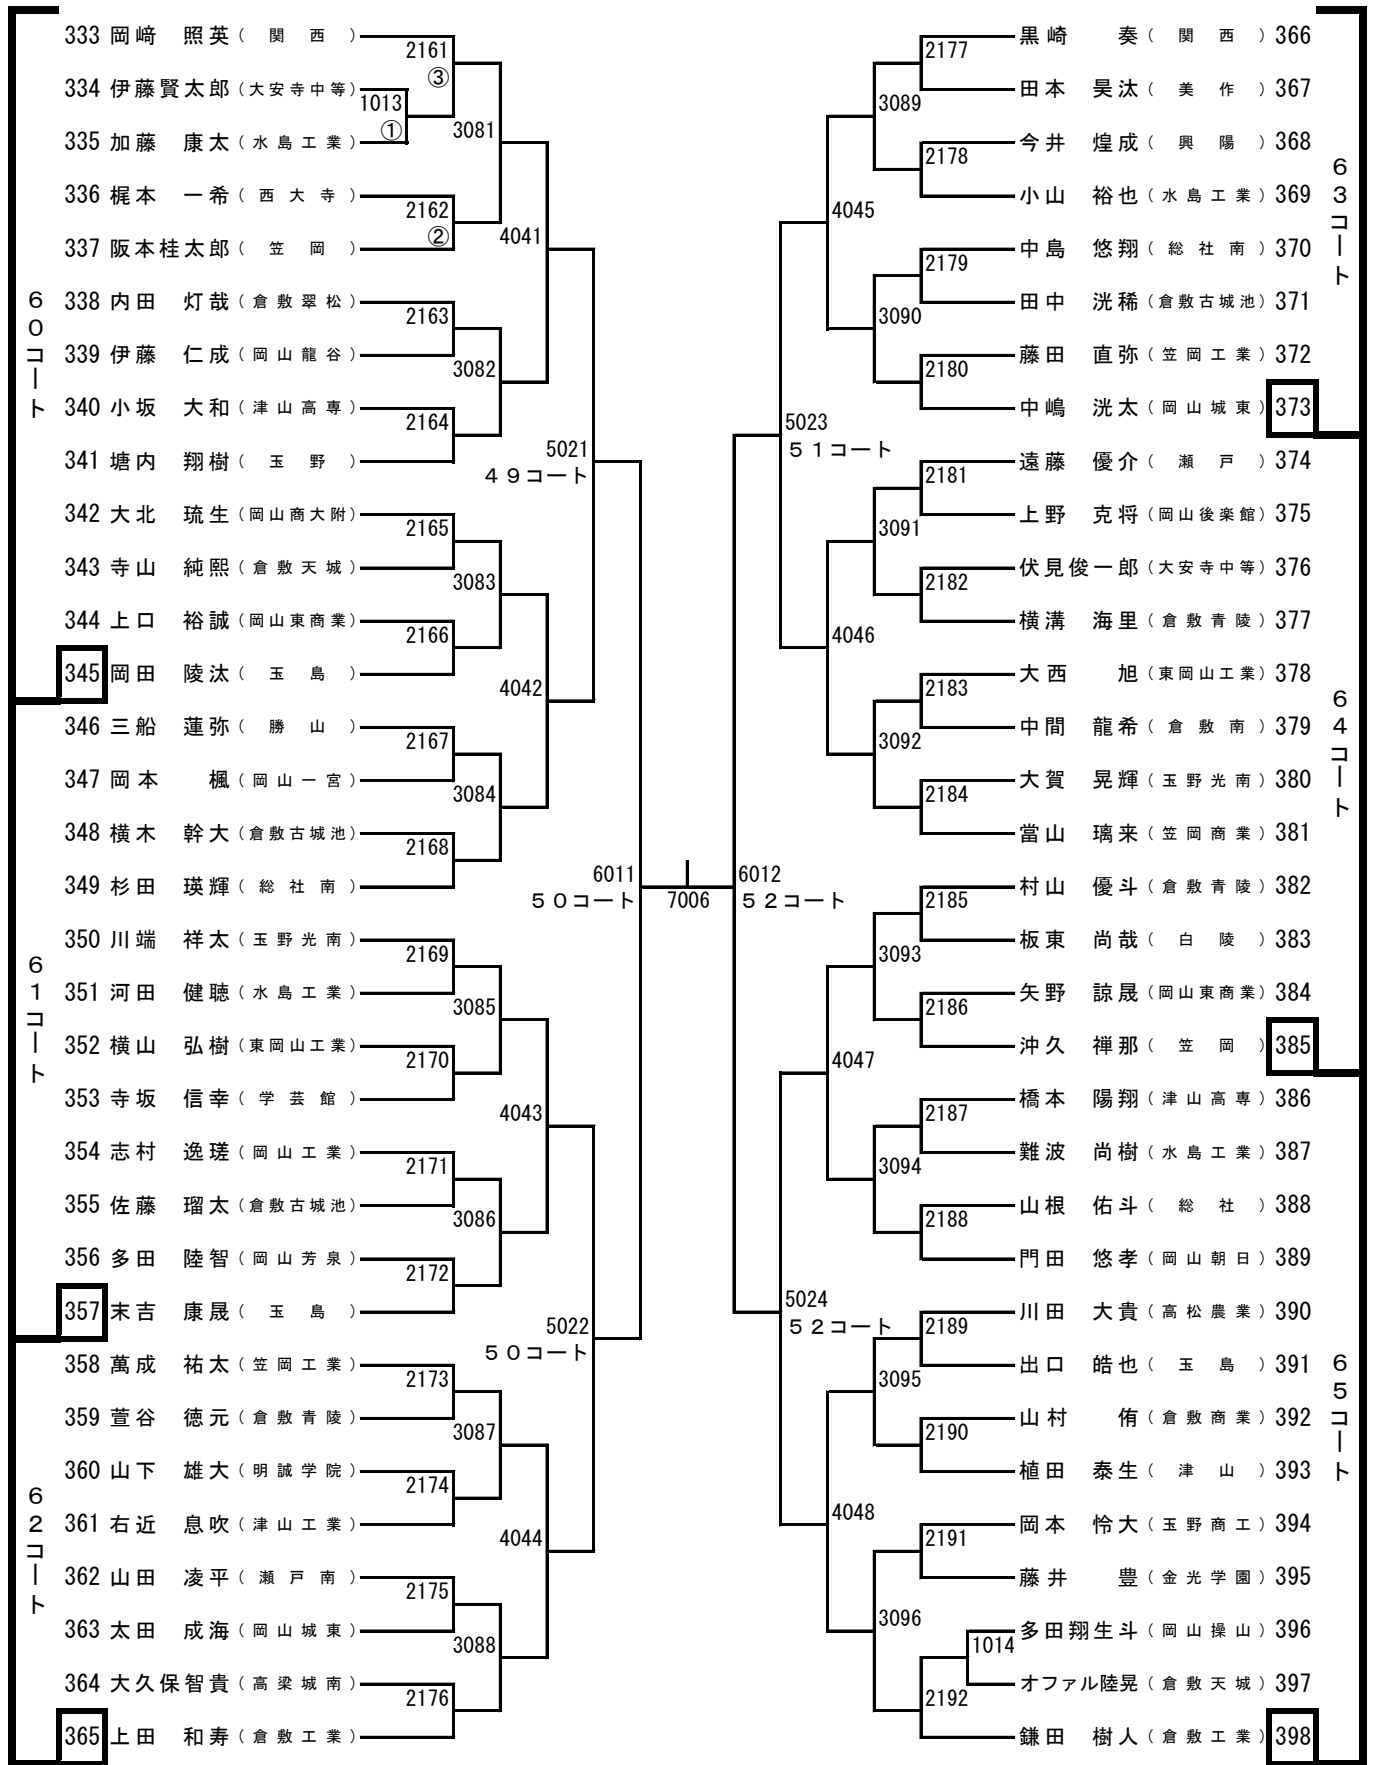 333 岡﨑 照英 ( 関 西 )
334 伊藤賢太郎 (大安寺中等)
335 加藤 康太 ( 水島工業 )
336 梶本 一希 ( 西 大 寺 )
337 阪本桂太郎 ( 笠 岡 )
338 内田 灯哉 ( 倉敷翠松 )
339 伊藤 仁成 ( 岡山龍谷 )
340 小坂 大和 ( 津山高専 )
341 塘内 翔樹 ( 玉 野 )
342 大北 琉生 (岡山商大附)
343 寺山 純熙 ( 倉敷天城 )
344 上口 裕誠 (岡山東商業)
345 岡田 陵汰 ( 玉 島 )
346 三船 蓮弥 ( 勝 山 )
347 岡本 楓 ( 岡山一宮 )
348 横木 幹大 (倉敷古城池)
349 杉田 瑛輝 ( 総 社 南 )
350 川端 祥太 ( 玉野光南 )
351 河田 健聴 ( 水島工業 )
352 横山 弘樹 (東岡山工業)
353 寺坂 信幸 ( 学 芸 館 )
354 志村 逸瑳 ( 岡山工業 )
355 佐藤 瑠太 (倉敷古城池)
356 多田 陸智 ( 岡山芳泉 )
357 末吉 康晟 ( 玉 島 )
358 萬成 祐太 ( 笠岡工業 )
359 萱谷 徳元 ( 倉敷青陵 )
360 山下 雄大 ( 明誠学院 )
361 右近 息吹 ( 津山工業 )
362 山田 凌平 ( 瀬 戸 南 )
363 太田 成海 ( 岡山城東 )
364 大久保智貴 ( 高梁城南 )
365 上田 和寿 ( 倉敷工業 )
60コート
61コート
62コート
1013
①
2161
③
2162
②
2163
2164
2165
2166
2167
2168
2169
2170
2171
2172
2173
2174
2175
2176
3081
3082
3083
3084
3085
3086
3087
3088
4041
4042
4043
4044
5021
49コート
5022
50コート
6011
50コート
7006
6012
52コート
5023
51コート
5024
52コート
4045
4046
4047
4048
3089
3090
3091
3092
3093
3094
3095
3096
2177
2178
2179
2180
2181
2182
2183
2184
2185
2186
2187
2188
2189
2190
2191
2192
1014
黒崎 奏 ( 関 西 ) 366
田本 昊汰 ( 美 作 ) 367
今井 煌成 ( 興 陽 ) 368
小山 裕也 ( 水島工業 ) 369
中島 悠翔 ( 総 社 南 ) 370
田中 洸稀 (倉敷古城池) 371
藤田 直弥 ( 笠岡工業 ) 372
中嶋 洸太 ( 岡山城東 ) 373
遠藤 優介 ( 瀬 戸 ) 374
上野 克将 (岡山後楽館) 375
伏見俊一郎 (大安寺中等) 376
横溝 海里 ( 倉敷青陵 ) 377
大西 旭 (東岡山工業) 378
中間 龍希 ( 倉 敷 南 ) 379
大賀 晃輝 ( 玉野光南 ) 380
當山 璃来 ( 笠岡商業 ) 381
村山 優斗 ( 倉敷青陵 ) 382
板東 尚哉 ( 白 陵 ) 383
矢野 諒晟 (岡山東商業) 384
沖久 禅那 ( 笠 岡 ) 385
橋本 陽翔 ( 津山高専 ) 386
難波 尚樹 ( 水島工業 ) 387
山根 佑斗 ( 総 社 ) 388
門田 悠孝 ( 岡山朝日 ) 389
川田 大貴 ( 高松農業 ) 390
出口 皓也 ( 玉 島 ) 391
山村 侑 ( 倉敷商業 ) 392
植田 泰生 ( 津 山 ) 393
岡本 怜大 ( 玉野商工 ) 394
藤井 豊 ( 金光学園 ) 395
多田翔生斗 ( 岡山操山 ) 396
オファル陸晃 ( 倉敷天城 ) 397
鎌田 樹人 ( 倉敷工業 ) 398
63コート
64コート
65コート